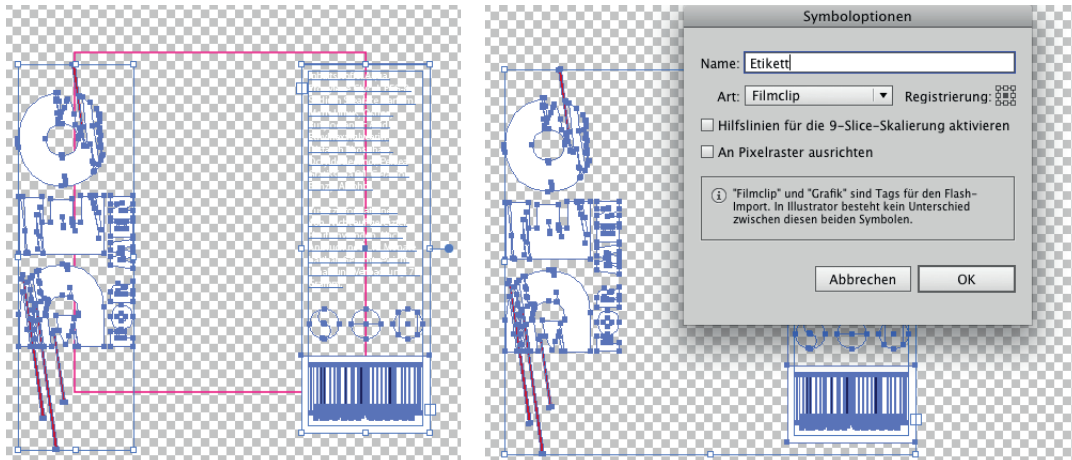 Symboloptionen
Name: Etikett
Art: Filmclip Registrierung:
Hilfslinien für die 9-Slice-Skalierung aktivieren
An Pixelraster ausrichten
"Filmclip" und "Grafik" sind Tags für den Flash-
Import. In Illustrator besteht kein Unterschied
zwischen diesen beiden Symbolen.
Abbrechen OK